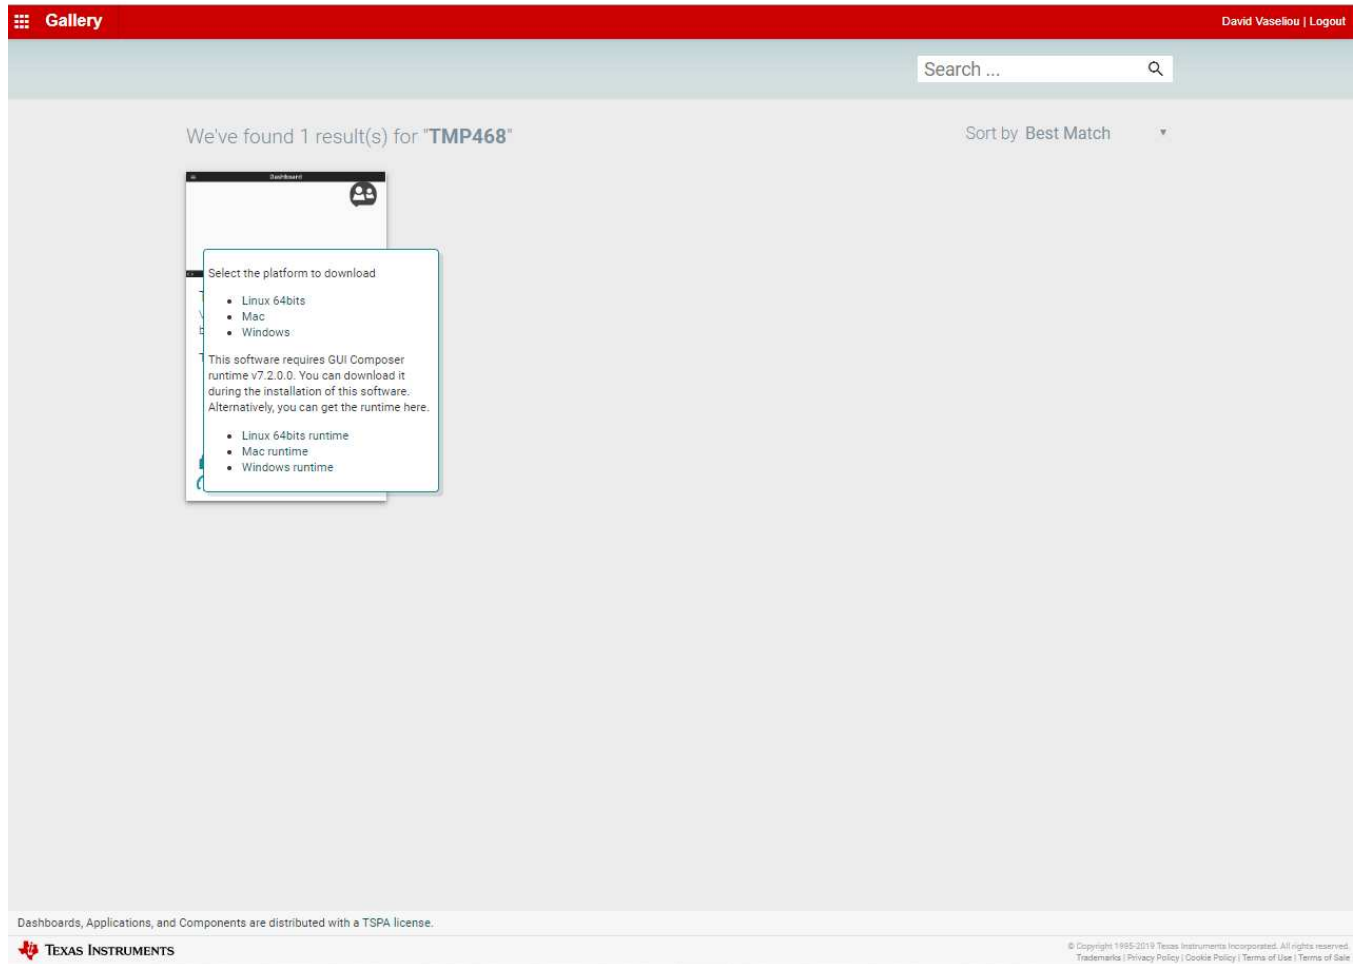 Gallery
David Vaseliou | Logout
Search ...
We've found 1 result(s) for "TMP468"
Sort by Best Match
Dashboard
Select the platform to download
Linux 64bits
Mac
Windows
This software requires GUI Composer
runtime v7.2.0.0. You can download it
during the installation of this software.
Alternatively, you can get the runtime here.
Linux 64bits runtime
Mac runtime
Windows runtime
Dashboards, Applications, and Components are distributed with a TSPA license.
TEXAS INSTRUMENTS
© Copyright 1995-2019 Texas Instruments Incorporated. All rights reserved.
Trademarks | Privacy Policy | Cookie Policy | Terms of Use | Terms of Sale